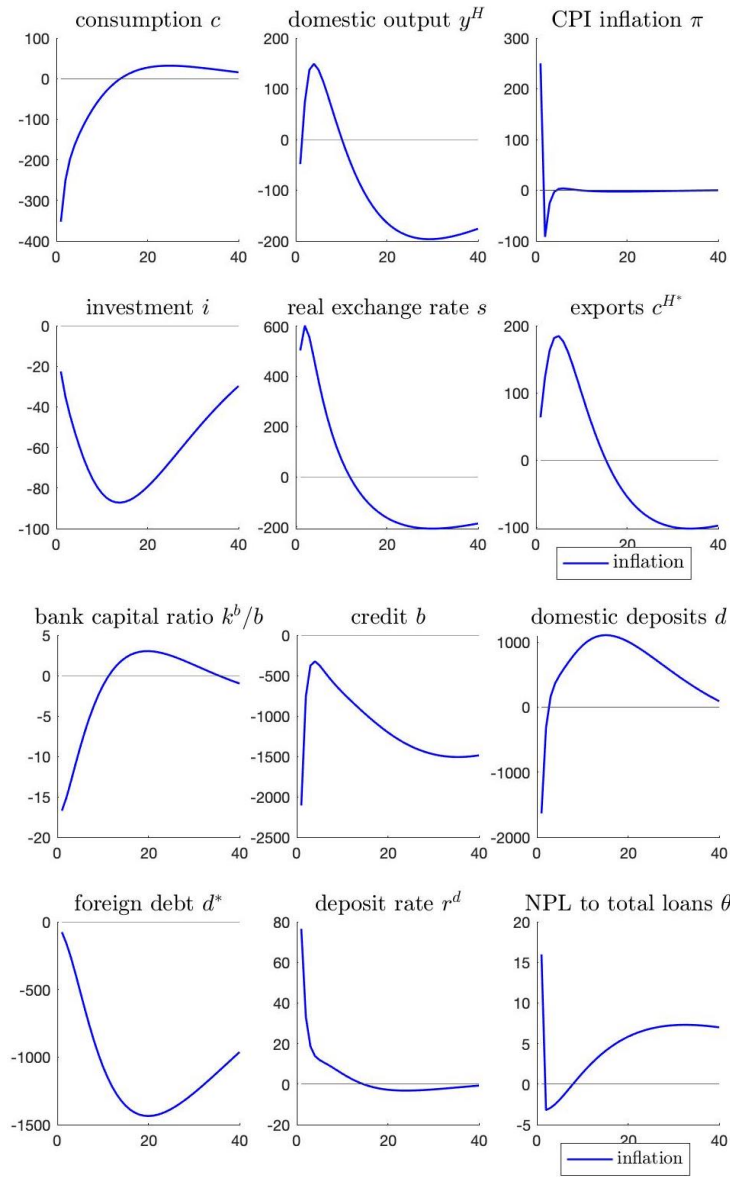 consumption c domestic output y^H CPI inflation π
100 200 300
0 100 200
-100 0 100
-200 -100 0
-300 -200 -100
-400
0 20 40 0 20 40 0 20 40
investment i real exchange rate s exports c^H*
0 600 200
-20 400 100
-40 200 0
-60 0 -100
-80 -200
-100
0 20 40 0 20 40 0 20 40
inflation
bank capital ratio k^b/b credit b domestic deposits d
5 0 1000
0 -500 0
-5 -1000 -1000
-10 -1500 -2000
-15 -2000
-20 -2500
0 20 40 0 20 40 0 20 40
foreign debt d* deposit rate r^d NPL to total loans θ
0 80 20
-500 60 15
-1000 40 10
-1500 20 5
0 0
-20 -5
0 20 40 0 20 40 0 20 40
inflation